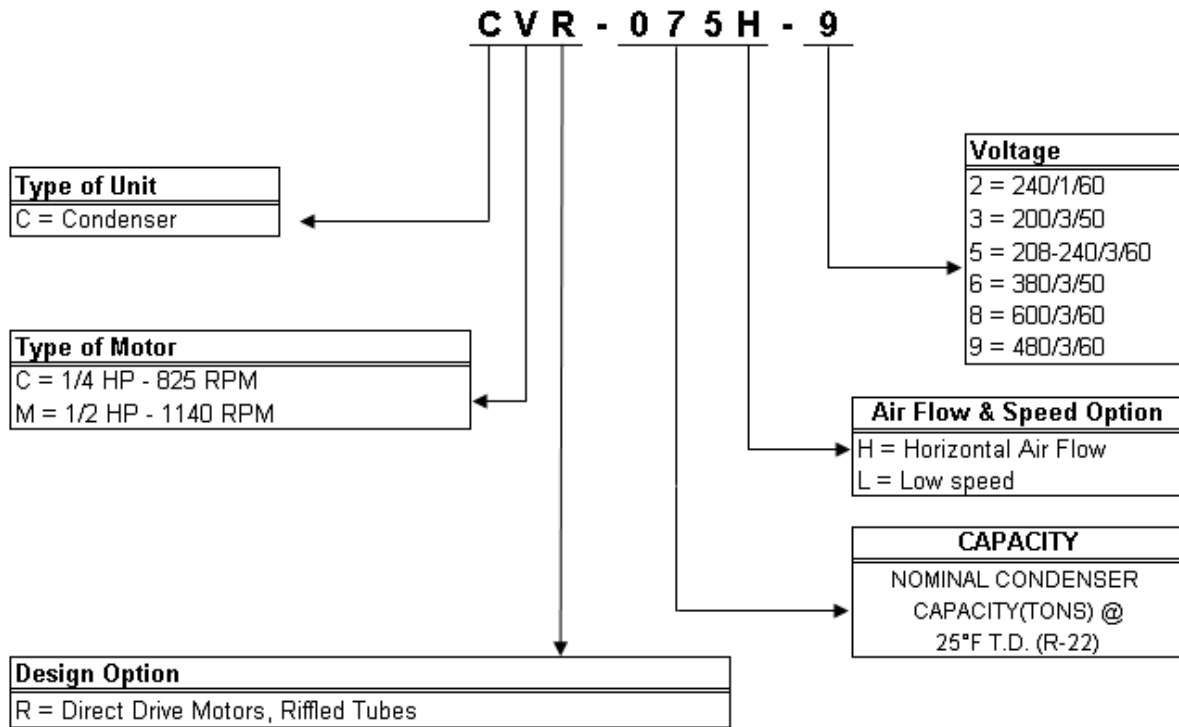 CVR-075H-9
Voltage
2 = 240/1/60
3 = 200/3/50
5 = 208-240/3/60
6 = 380/3/50
8 = 600/3/60
9 = 480/3/60
Type of Unit
C = Condenser
Type of Motor
C = 1/4 HP - 825 RPM
M = 1/2 HP - 1140 RPM
Air Flow & Speed Option
H = Horizontal Air Flow
L = Low speed
CAPACITY
NOMINAL CONDENSER
CAPACITY(TONS) @
25°F T.D. (R-22)
Design Option
R = Direct Drive Motors, Riffled Tubes